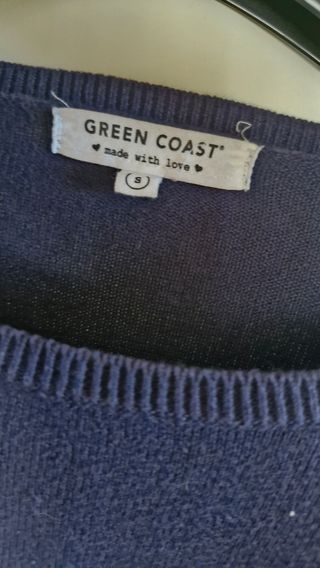 GREEN COAST®
♥ made with love ♥
S